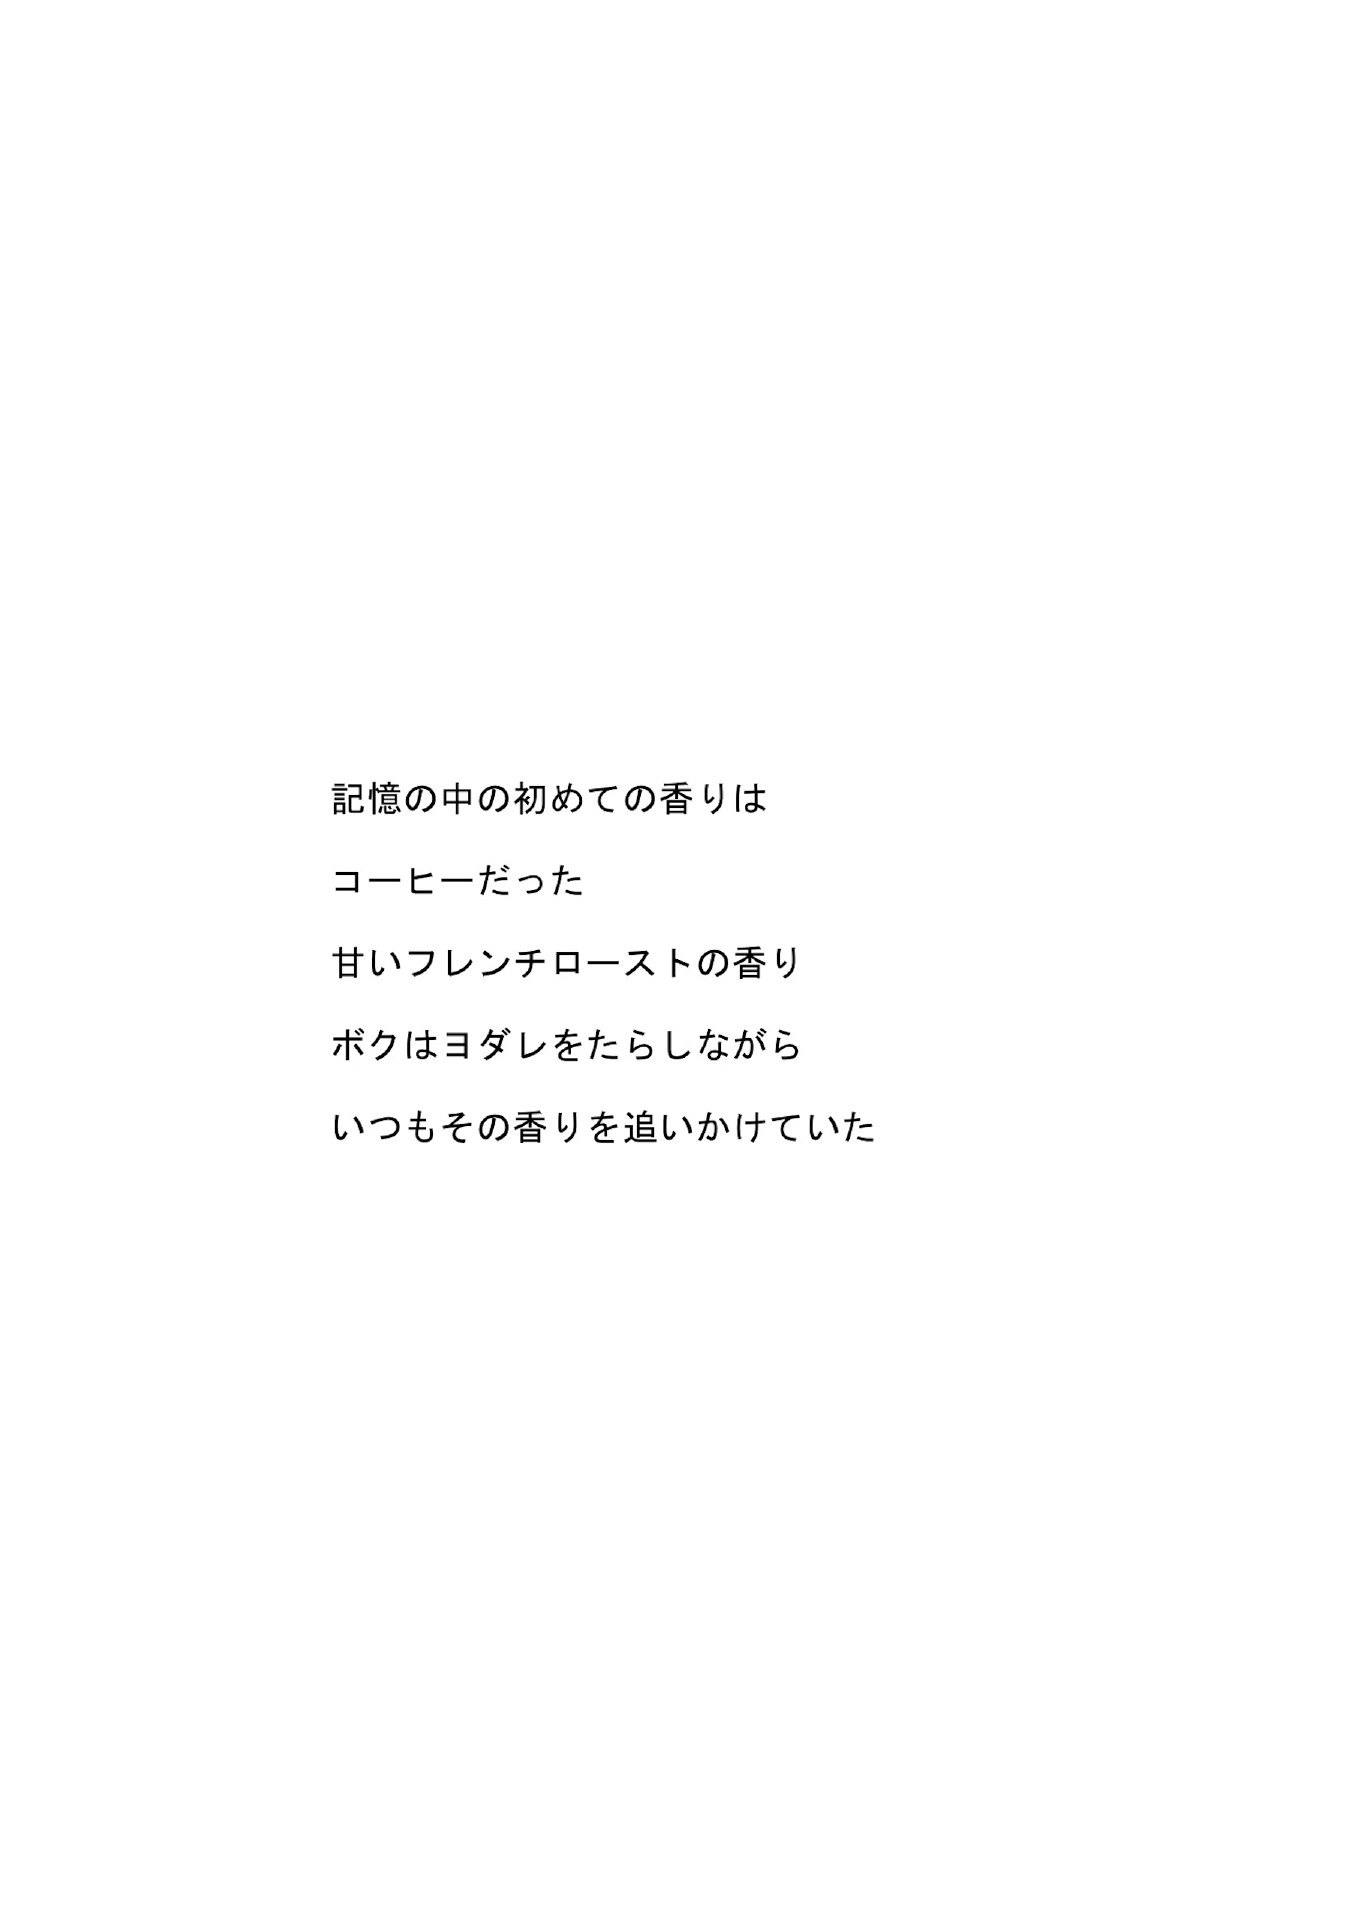 記憶の中の初めての香りは
コーヒーだった
甘いフレンチローストの香り
ボクはヨダレをたらしながら
いつもその香りを追いかけていた